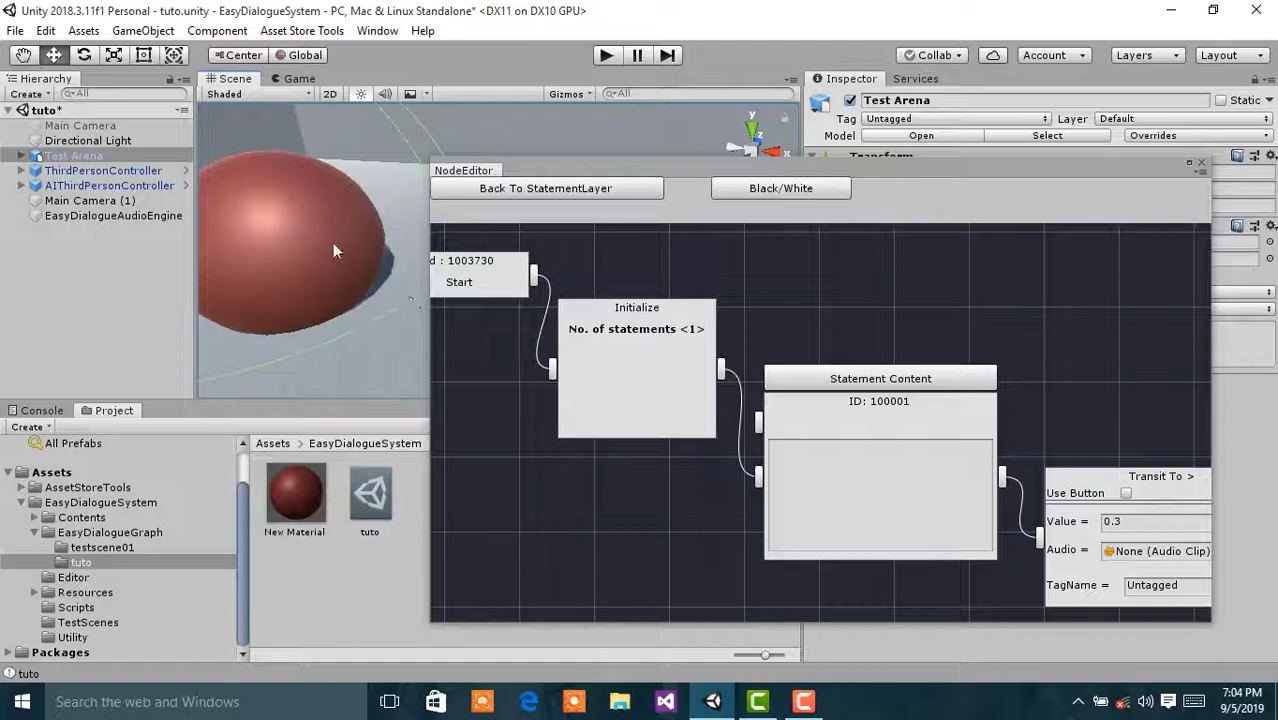 Unity 2018.3.11f1 Personal - tuto.unity - EasyDialogueSystem - PC, Mac & Linux Standalone* <DX11 on DX10 GPU>
File Edit Assets GameObject Component Asset Store Tools Window Help
Center Global Collab Account Layers Layout
Hierarchy Scene Game Inspector Services
Create All Shaded 2D Gizmos All
Test Arena Static
tuto*
Tag Untagged Layer Default
Main Camera
Model Open Select Overrides
Directional Light
Test Arena
ThirdPersonController
AIThirdPersonController
Main Camera (1)
EasyDialogueAudioEngine
y
z
x
Transform
NodeEditor
Back To StatementLayer Black/White
d : 1003730
Start
Initialize
No. of statements <1>
Statement Content
ID: 100001
Transit To >
Use Button
Value = 0.3
Audio = None (Audio Clip)
TagName = Untagged
Console Project
Create
All Prefabs
Assets > EasyDialogueSystem
Assets
AssetStoreTools
EasyDialogueSystem
Contents
EasyDialogueGraph
testscene01
tuto
Editor
Resources
Scripts
TestScenes
Utility
Packages
New Material tuto
tuto
Search the web and Windows
7:04 PM
9/5/2019